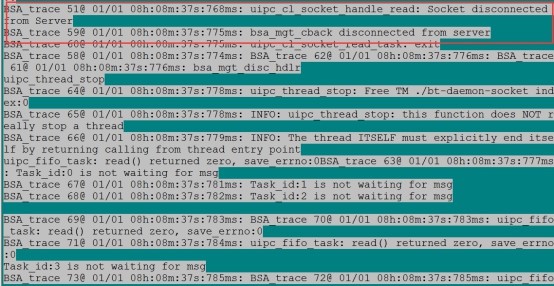 BSA_trace 51@ 01/01 08h:08m:37s:768ms: uipc_cl_socket_handle_read: Socket disconnected
from Server
BSA_trace 59@ 01/01 08h:08m:37s:775ms: bsa_mgt_cback disconnected from server
BSA_trace 60@ 01/01 08h:08m:37s:775ms: uipc_cl_socket_read_task: exit
BSA_trace 58@ 01/01 08h:08m:37s:774ms: BSA_trace 62@ 01/01 08h:08m:37s:776ms: BSA_trace
61@ 01/01 08h:08m:37s:776ms: bsa_mgt_disc_hdlr
uipc_thread_stop
BSA_trace 64@ 01/01 08h:08m:37s:778ms: uipc_thread_stop: Free TM ./bt-daemon-socket ind
ex:0
BSA_trace 65@ 01/01 08h:08m:37s:778ms: INFO: uipc_thread_stop: this function does NOT r
eally stop a thread
BSA_trace 66@ 01/01 08h:08m:37s:779ms: INFO: The thread ITSELF must explicitly end itse
lf by returning calling from thread entry point
uipc_fifo_task: read() returned zero, save_errno:0BSA_trace 63@ 01/01 08h:08m:37s:777ms
: Task_id:0 is not waiting for msg
BSA_trace 67@ 01/01 08h:08m:37s:781ms: Task_id:1 is not waiting for msg
BSA_trace 68@ 01/01 08h:08m:37s:782ms: Task_id:2 is not waiting for msg
BSA_trace 69@ 01/01 08h:08m:37s:783ms: BSA_trace 70@ 01/01 08h:08m:37s:783ms: uipc_fifo
_task: read() returned zero, save_errno:0
BSA_trace 71@ 01/01 08h:08m:37s:784ms: uipc_fifo_task: read() returned zero, save_errno
:0
Task_id:3 is not waiting for msg
BSA_trace 73@ 01/01 08h:08m:37s:785ms: BSA_trace 72@ 01/01 08h:08m:37s:785ms: uipc_fifo